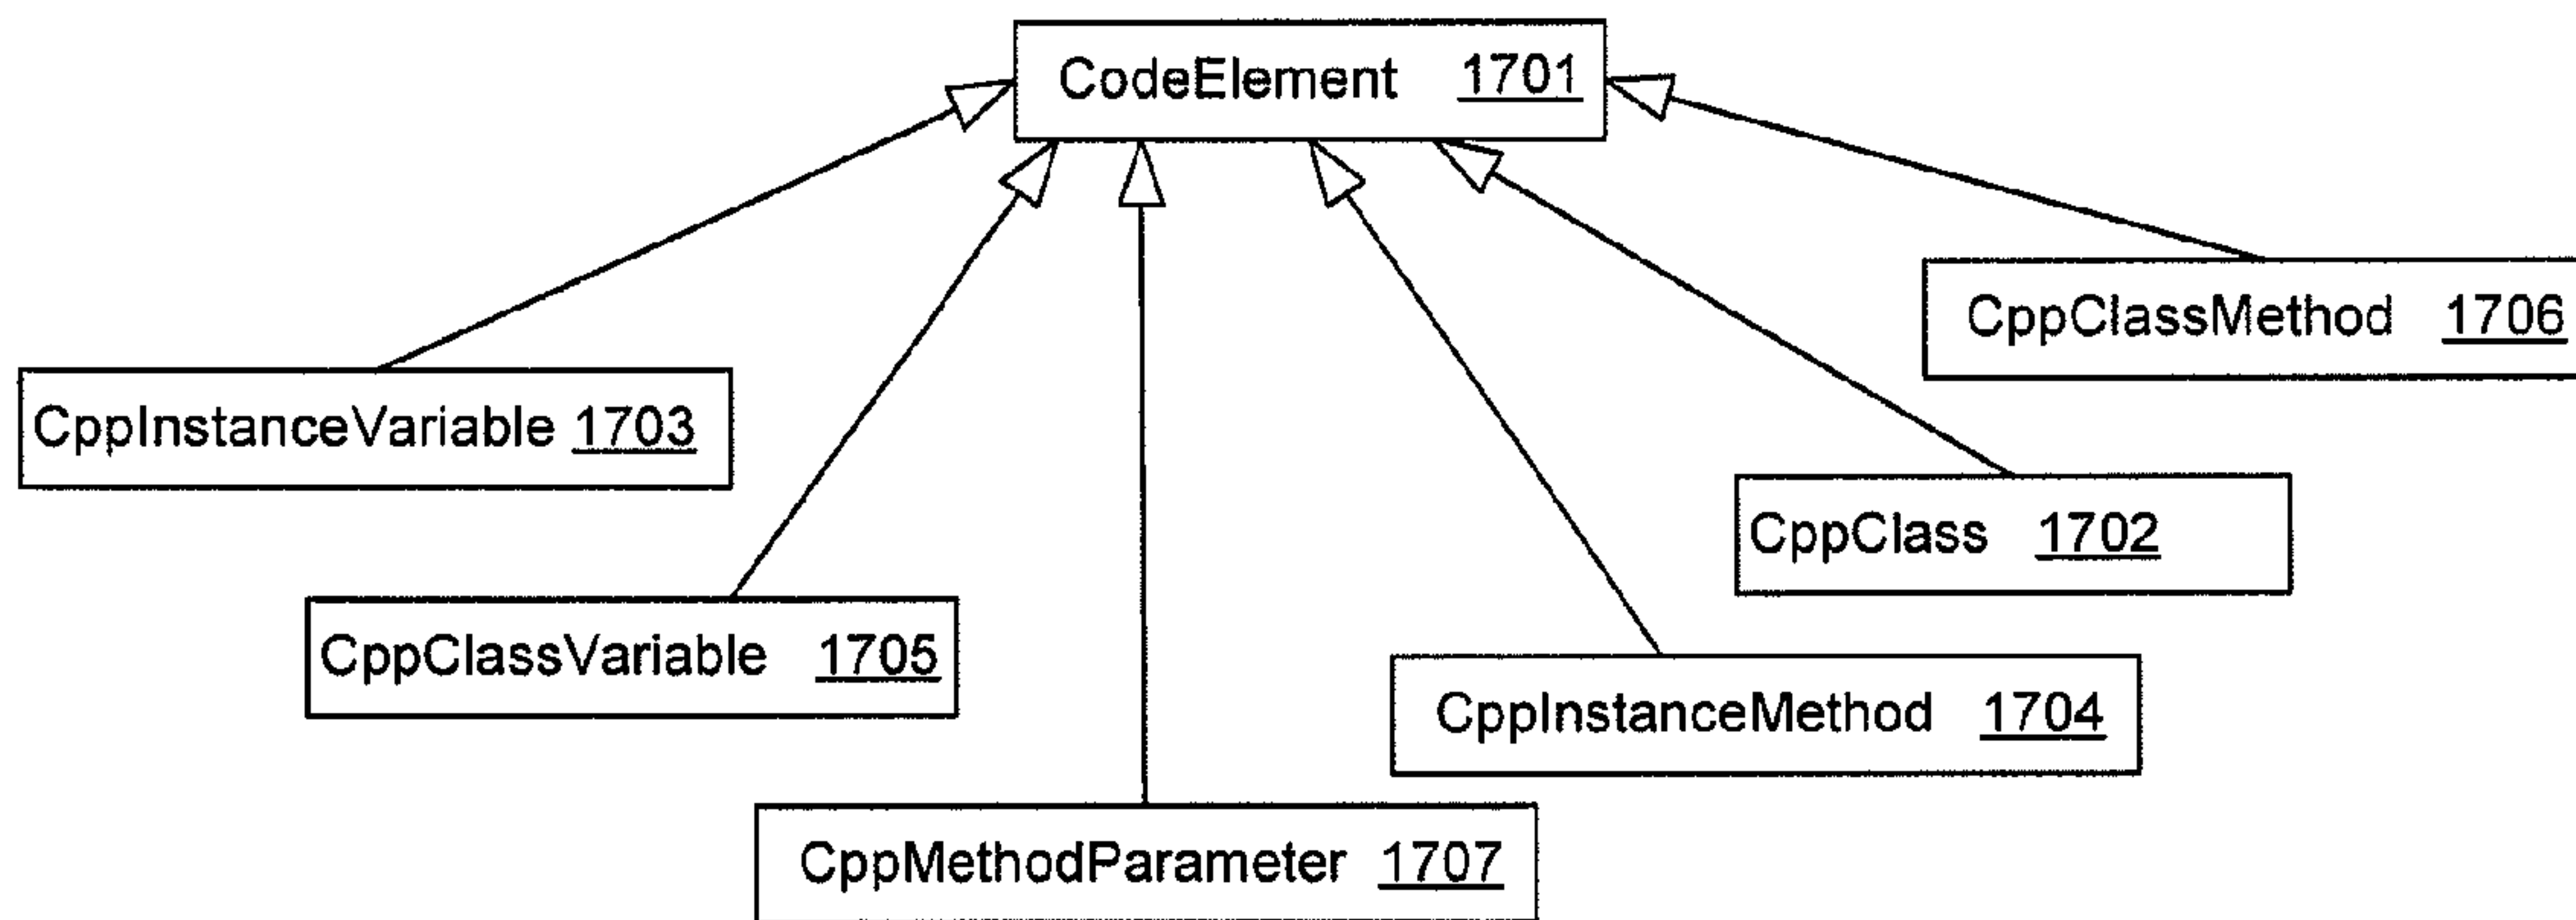 CodeElement 1701
CppClassMethod 1706
CppInstanceVariable 1703
CppClass 1702
CppClassVariable 1705
CppInstanceMethod 1704
CppMethodParameter 1707